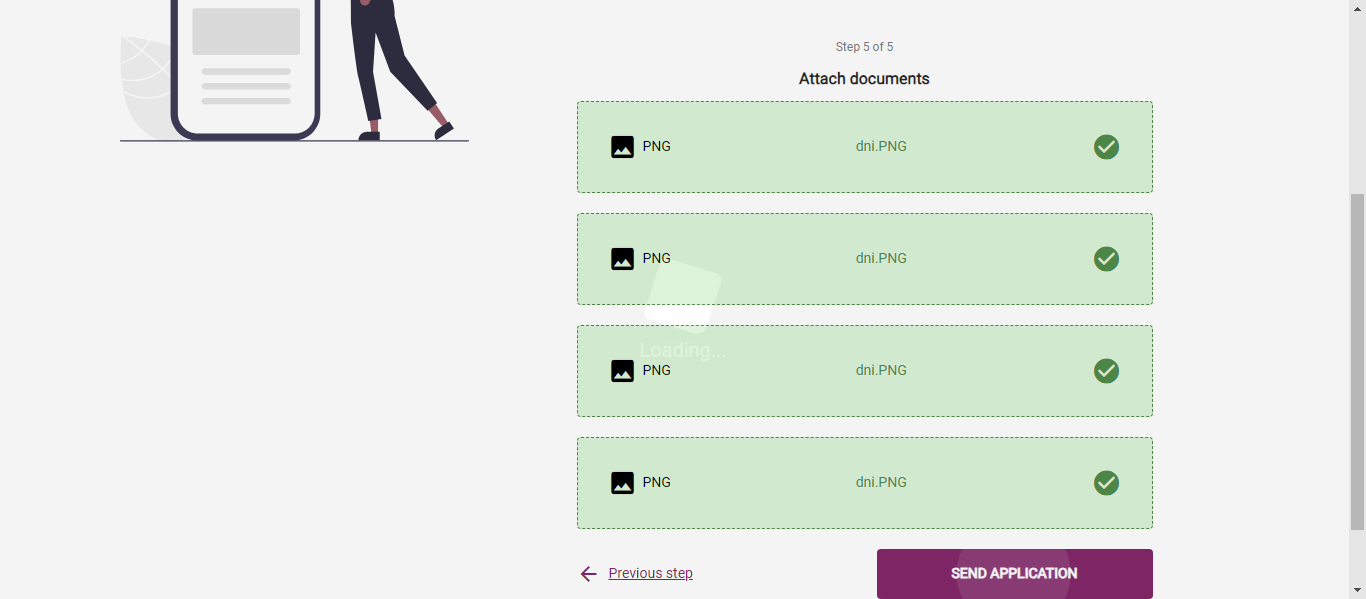 Step 5 of 5
Attach documents
PNG dni.PNG
PNG dni.PNG
Loading...
PNG dni.PNG
PNG dni.PNG
Previous step SEND APPLICATION